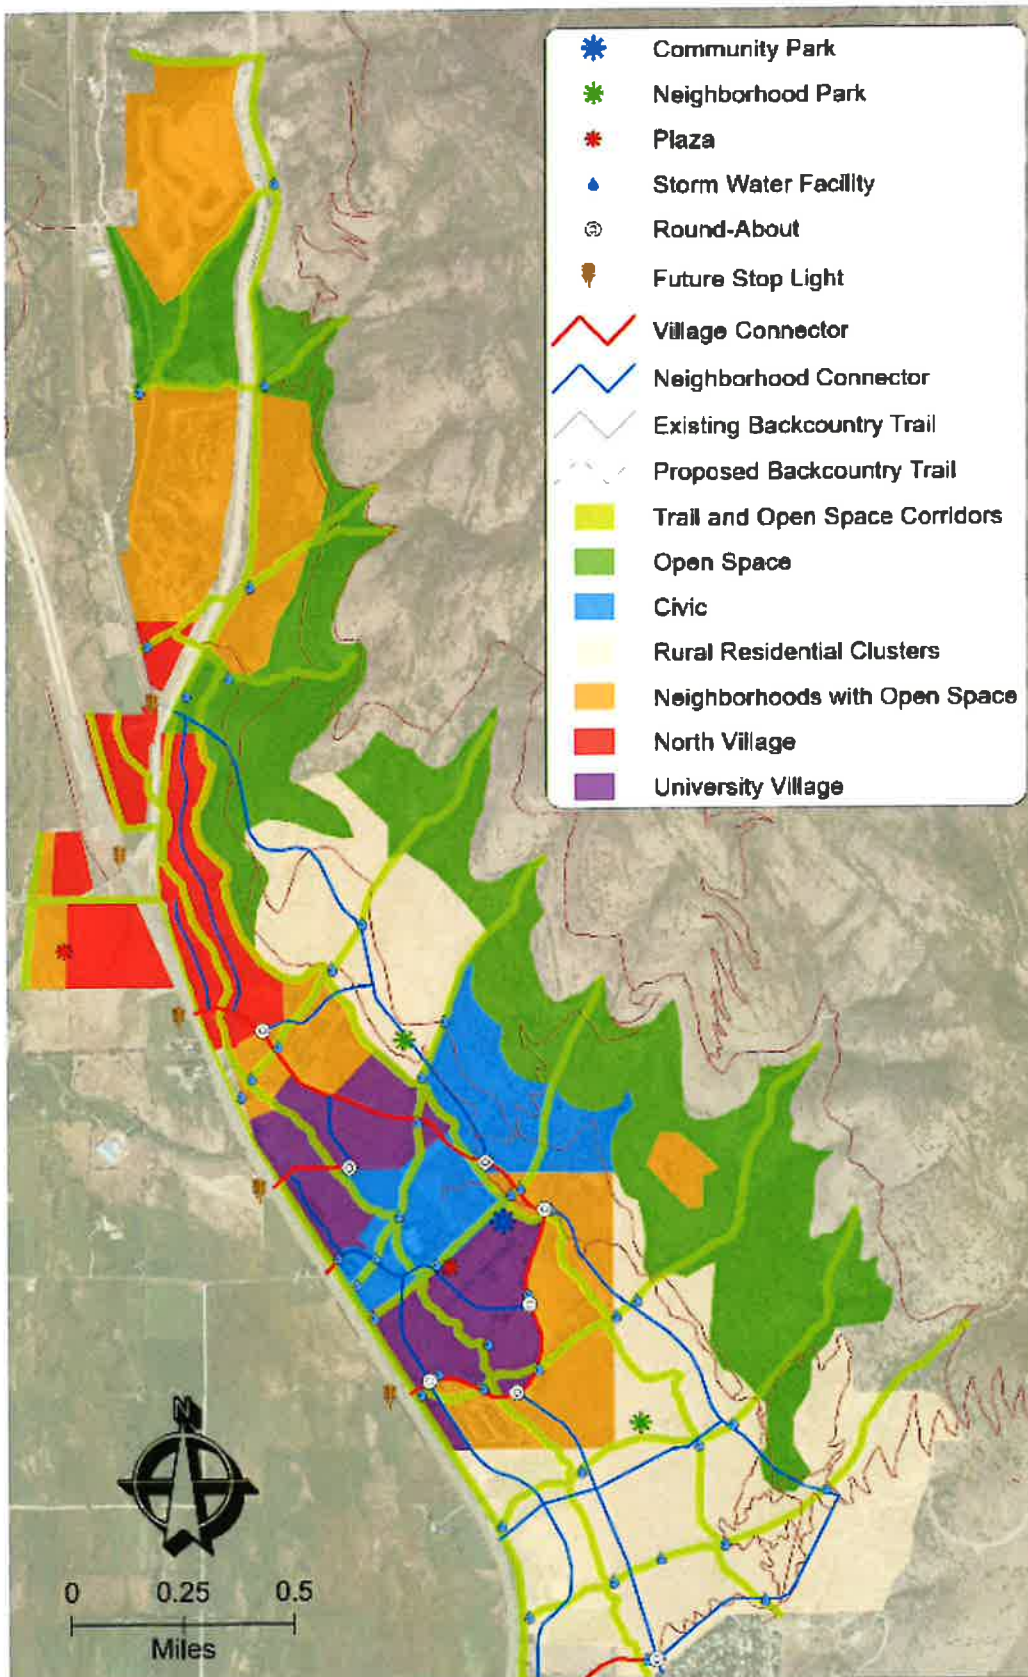 Community Park
Neighborhood Park
Plaza
Storm Water Facility
Round-About
Future Stop Light
Village Connector
Neighborhood Connector
Existing Backcountry Trail
Proposed Backcountry Trail
Trail and Open Space Corridors
Open Space
Civic
Rural Residential Clusters
Neighborhoods with Open Space
North Village
University Village
N
0 0.25 0.5
Miles